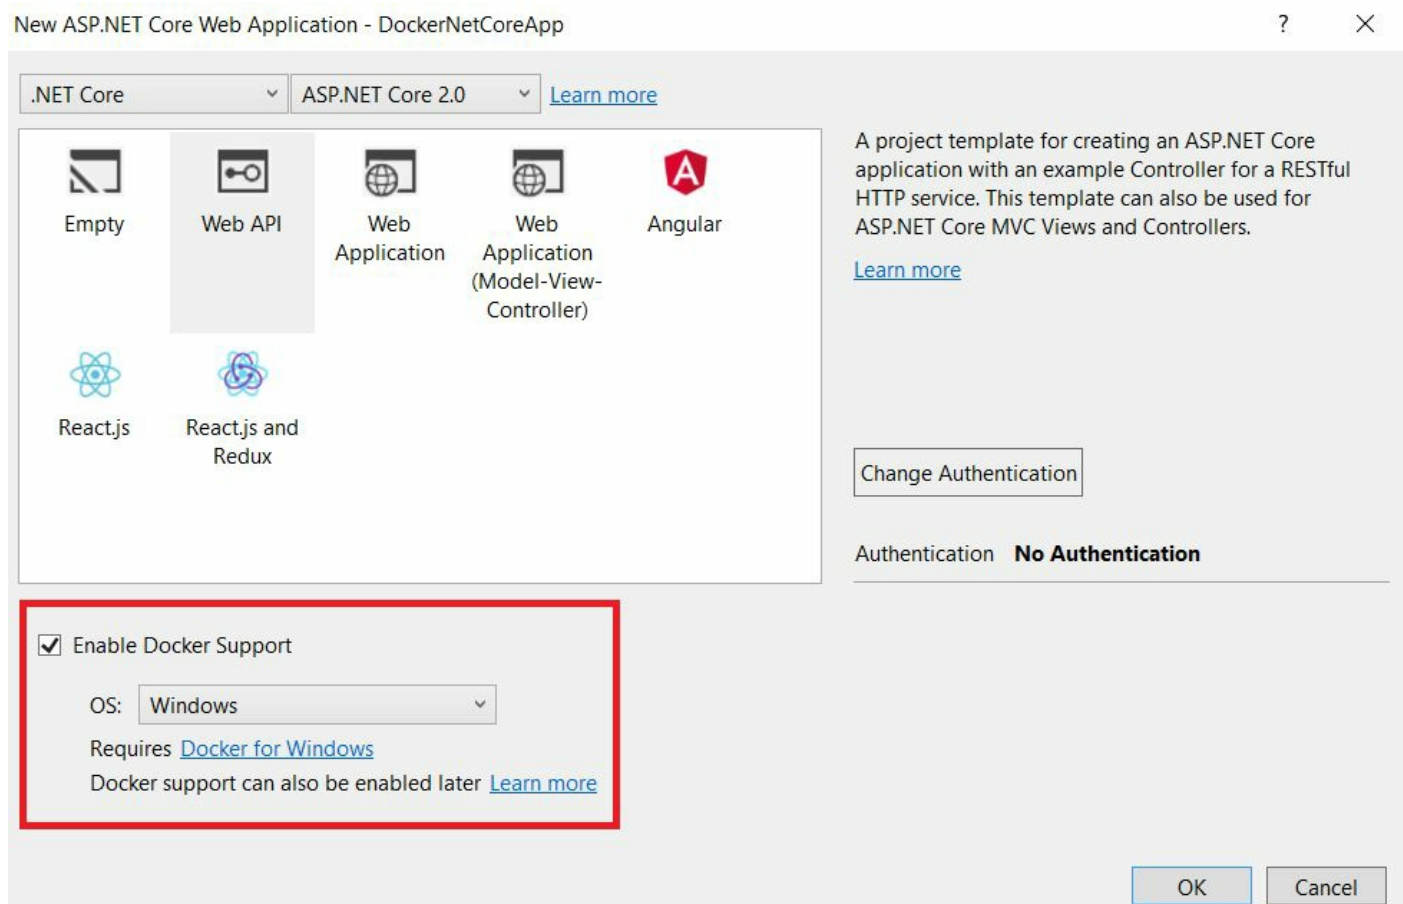 New ASP.NET Core Web Application - DockerNetCoreApp
?
.NET Core
ASP.NET Core 2.0
Learn more
Empty
Web API
Web
Application
Web
Application
(Model-View-
Controller)
Angular
React.js
React.js and
Redux
A project template for creating an ASP.NET Core
application with an example Controller for a RESTful
HTTP service. This template can also be used for
ASP.NET Core MVC Views and Controllers.
Learn more
Change Authentication
Authentication No Authentication
Enable Docker Support
OS: Windows
Requires Docker for Windows
Docker support can also be enabled later Learn more
OK
Cancel